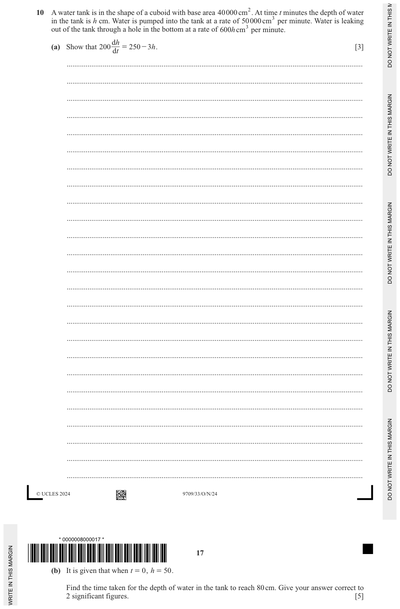 10 A water tank is in the shape of a cuboid with base area 40 000 cm². At time t minutes the depth of water
in the tank is h cm. Water is pumped into the tank at a rate of 50 000 cm³ per minute. Water is leaking
out of the tank through a hole in the bottom at a rate of 600h cm³ per minute.
(a) Show that 200 dh/dt = 250 − 3h. [3]
DO NOT WRITE IN THIS M
DO NOT WRITE IN THIS MARGIN
DO NOT WRITE IN THIS MARGIN
DO NOT WRITE IN THIS MARGIN
DO NOT WRITE IN THIS MARGIN
© UCLES 2024 9709/33/O/N/24
WRITE IN THIS MARGIN
* 0000008000017 *
17
(b) It is given that when t = 0, h = 50.
Find the time taken for the depth of water in the tank to reach 80 cm. Give your answer correct to
2 significant figures. [5]